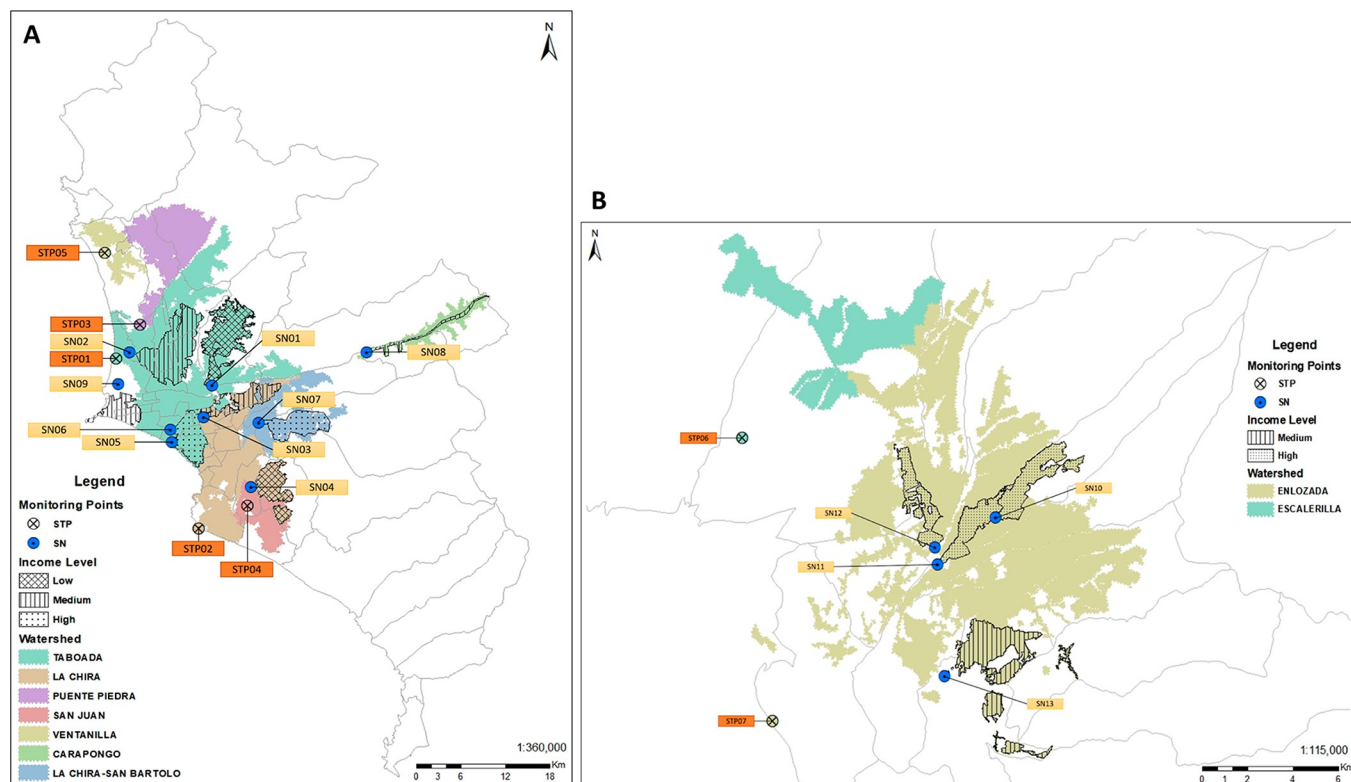 A
N
STP05
STP03
SN02
STP01
SN09
SN06
SN05
SN01
SN08
SN07
SN03
SN04
STP02
STP04
Legend
Monitoring Points
STP
SN
Income Level
Low
Medium
High
Watershed
TABOADA
LA CHIRA
PUENTE PIEDRA
SAN JUAN
VENTANILLA
CARAPONGO
LA CHIRA-SAN BARTOLO
1:360,000
Km
0 3 6 12 18
B
N
STP06
SN12
SN11
SN10
SN13
STP07
Legend
Monitoring Points
STP
SN
Income Level
Medium
High
Watershed
ENLOZADA
ESCALERILLA
1:115,000
Km
0 1 2 4 6